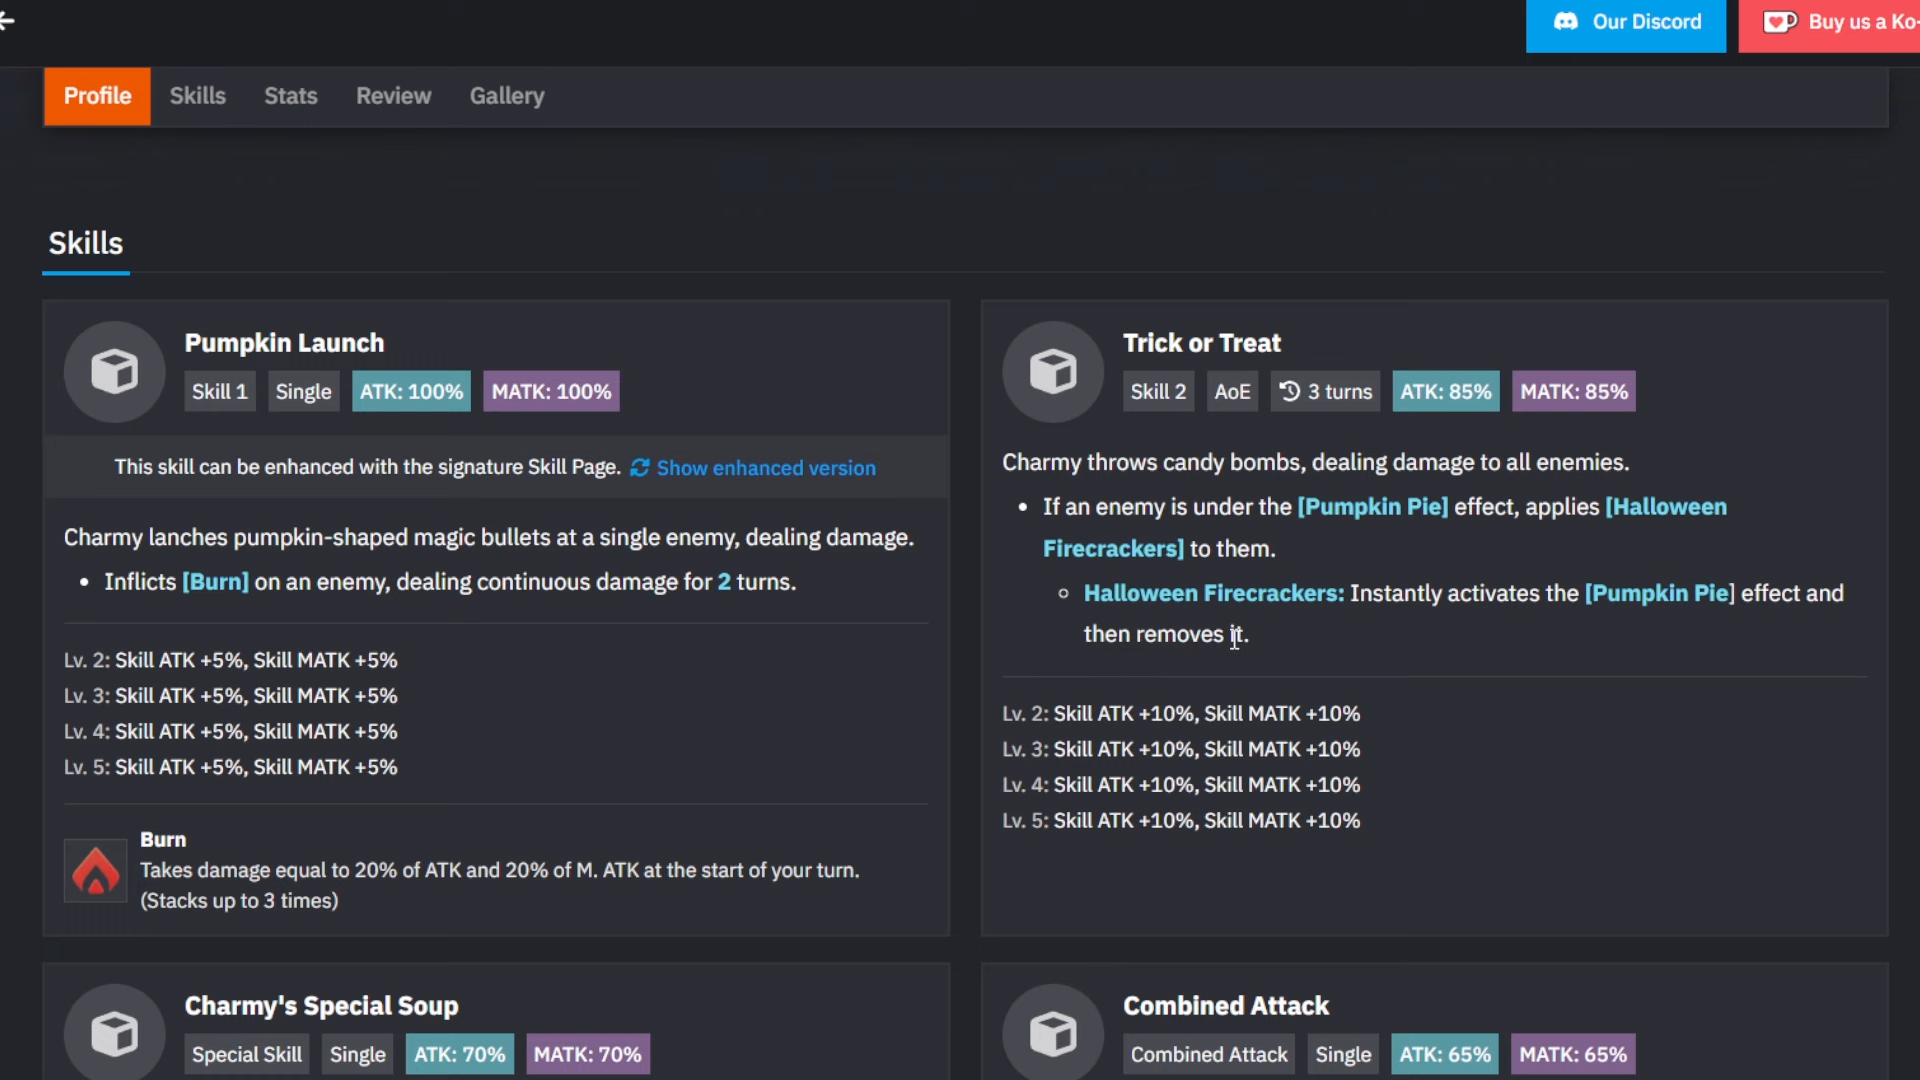 Our Discord
Buy us a Ko-
Profile
Skills
Stats
Review
Gallery
Skills
Pumpkin Launch
Skill 1
Single
ATK: 100%
MATK: 100%
This skill can be enhanced with the signature Skill Page. Show enhanced version
Charmy lanches pumpkin-shaped magic bullets at a single enemy, dealing damage.
• Inflicts [Burn] on an enemy, dealing continuous damage for 2 turns.
Lv. 2: Skill ATK +5%, Skill MATK +5%
Lv. 3: Skill ATK +5%, Skill MATK +5%
Lv. 4: Skill ATK +5%, Skill MATK +5%
Lv. 5: Skill ATK +5%, Skill MATK +5%
Burn
Takes damage equal to 20% of ATK and 20% of M. ATK at the start of your turn.
(Stacks up to 3 times)
Trick or Treat
Skill 2
AoE
3 turns
ATK: 85%
MATK: 85%
Charmy throws candy bombs, dealing damage to all enemies.
• If an enemy is under the [Pumpkin Pie] effect, applies [Halloween
Firecrackers] to them.
Halloween Firecrackers: Instantly activates the [Pumpkin Pie] effect and
then removes it.
Lv. 2: Skill ATK +10%, Skill MATK +10%
Lv. 3: Skill ATK +10%, Skill MATK +10%
Lv. 4: Skill ATK +10%, Skill MATK +10%
Lv. 5: Skill ATK +10%, Skill MATK +10%
Charmy's Special Soup
Special Skill
Single
ATK: 70%
MATK: 70%
Combined Attack
Combined Attack
Single
ATK: 65%
MATK: 65%